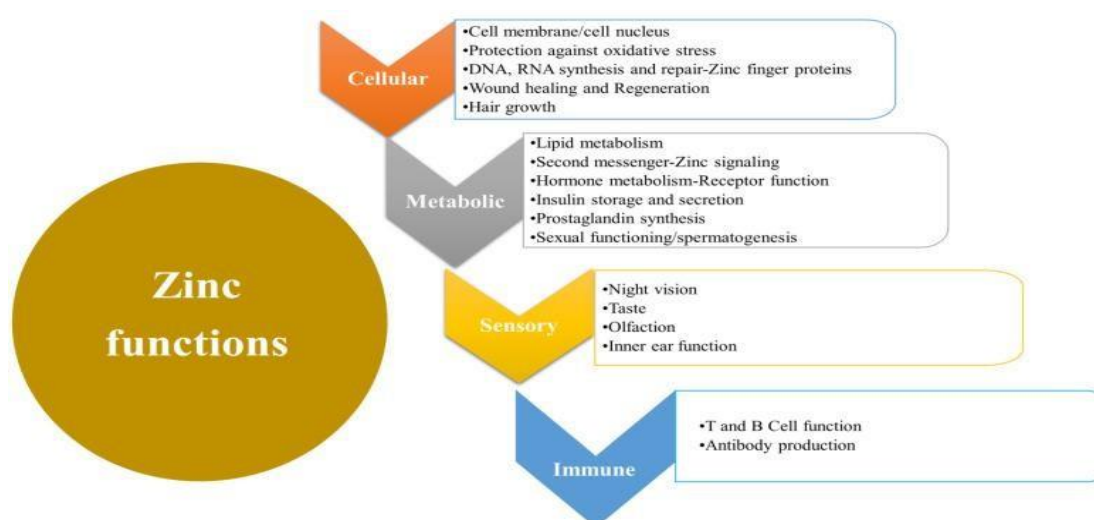 Zinc
functions
Cellular
•Cell membrane/cell nucleus
•Protection against oxidative stress
•DNA, RNA synthesis and repair-Zinc finger proteins
•Wound healing and Regeneration
•Hair growth
Metabolic
•Lipid metabolism
•Second messenger-Zinc signaling
•Hormone metabolism-Receptor function
•Insulin storage and secretion
•Prostaglandin synthesis
•Sexual functioning/spermatogenesis
Sensory
•Night vision
•Taste
•Olfaction
•Inner ear function
Immune
•T and B Cell function
•Antibody production